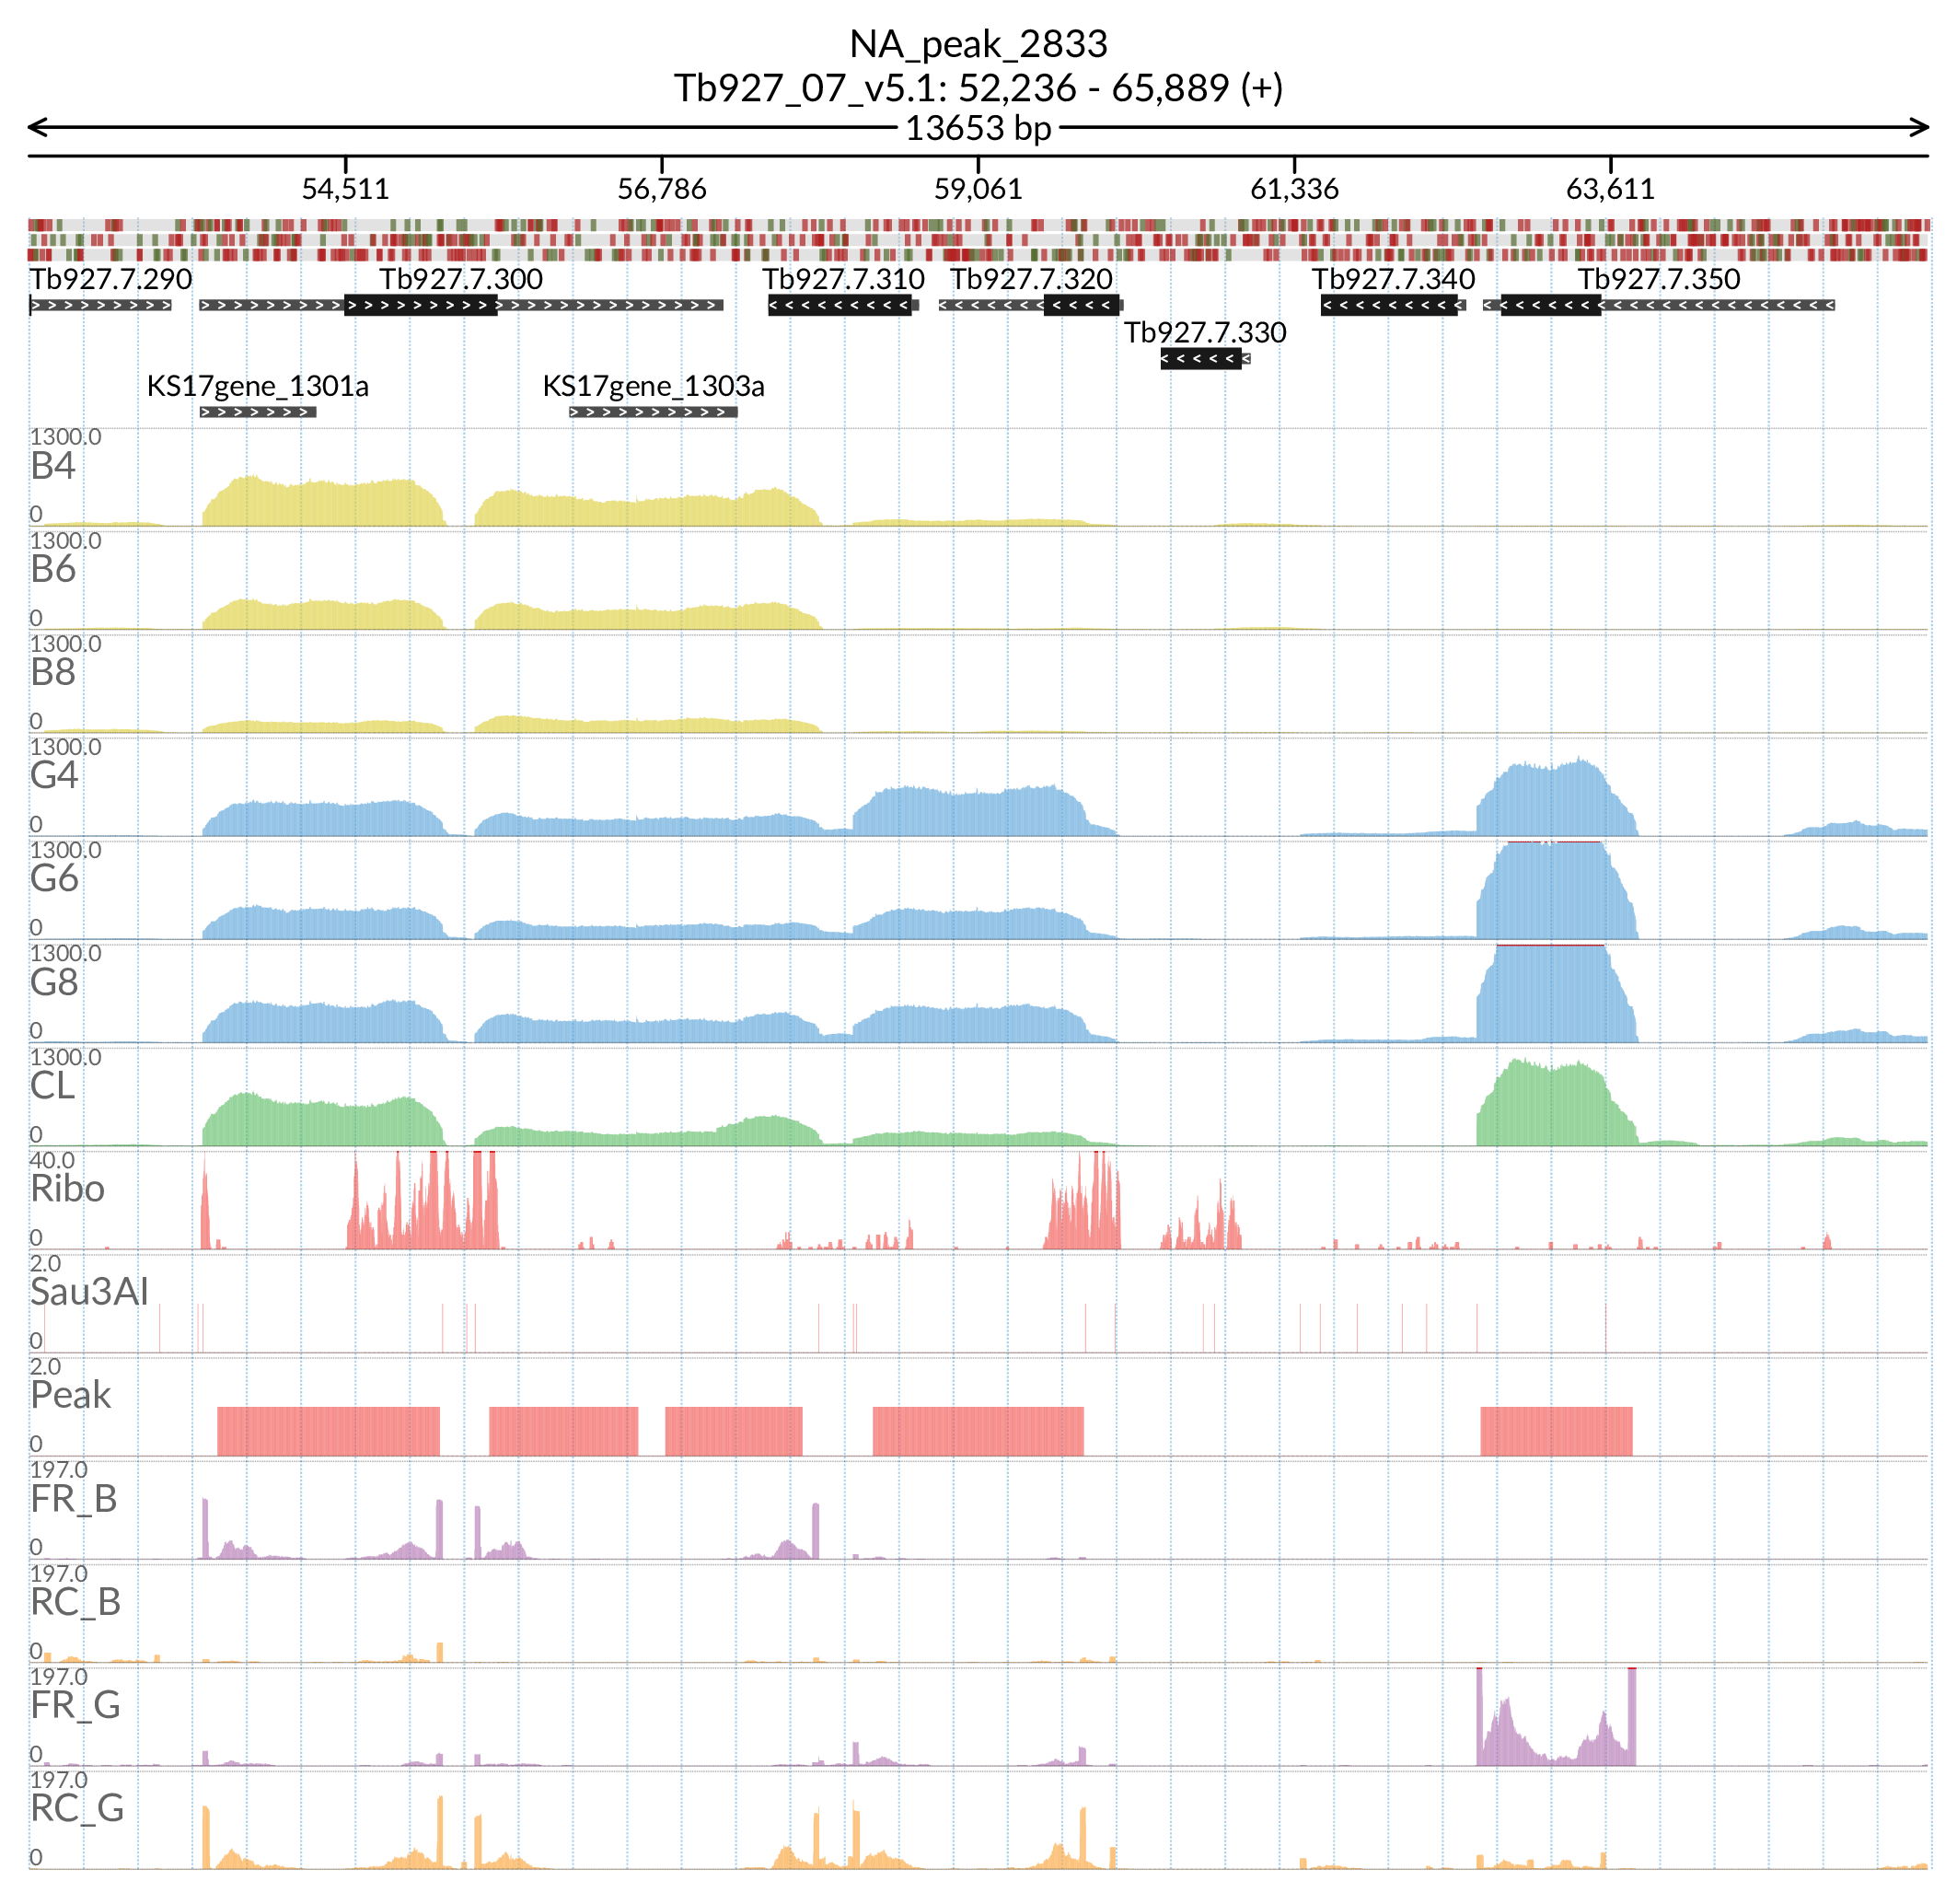 NA_peak_2833
Tb927_07_v5.1: 52,236 - 65,889 (+)
13653 bp
54,511 56,786 59,061 61,336 63,611
Tb927.7.290 Tb927.7.300 Tb927.7.310 Tb927.7.320 Tb927.7.340 Tb927.7.350
Tb927.7.330
KS17gene_1301a KS17gene_1303a
1300.0
B4
0
1300.0
B6
0
1300.0
B8
0
1300.0
G4
0
1300.0
G6
0
1300.0
G8
0
1300.0
CL
0
40.0
Ribo
0
2.0
Sau3AI
0
2.0
Peak
0
197.0
FR_B
0
197.0
RC_B
0
197.0
FR_G
0
197.0
RC_G
0